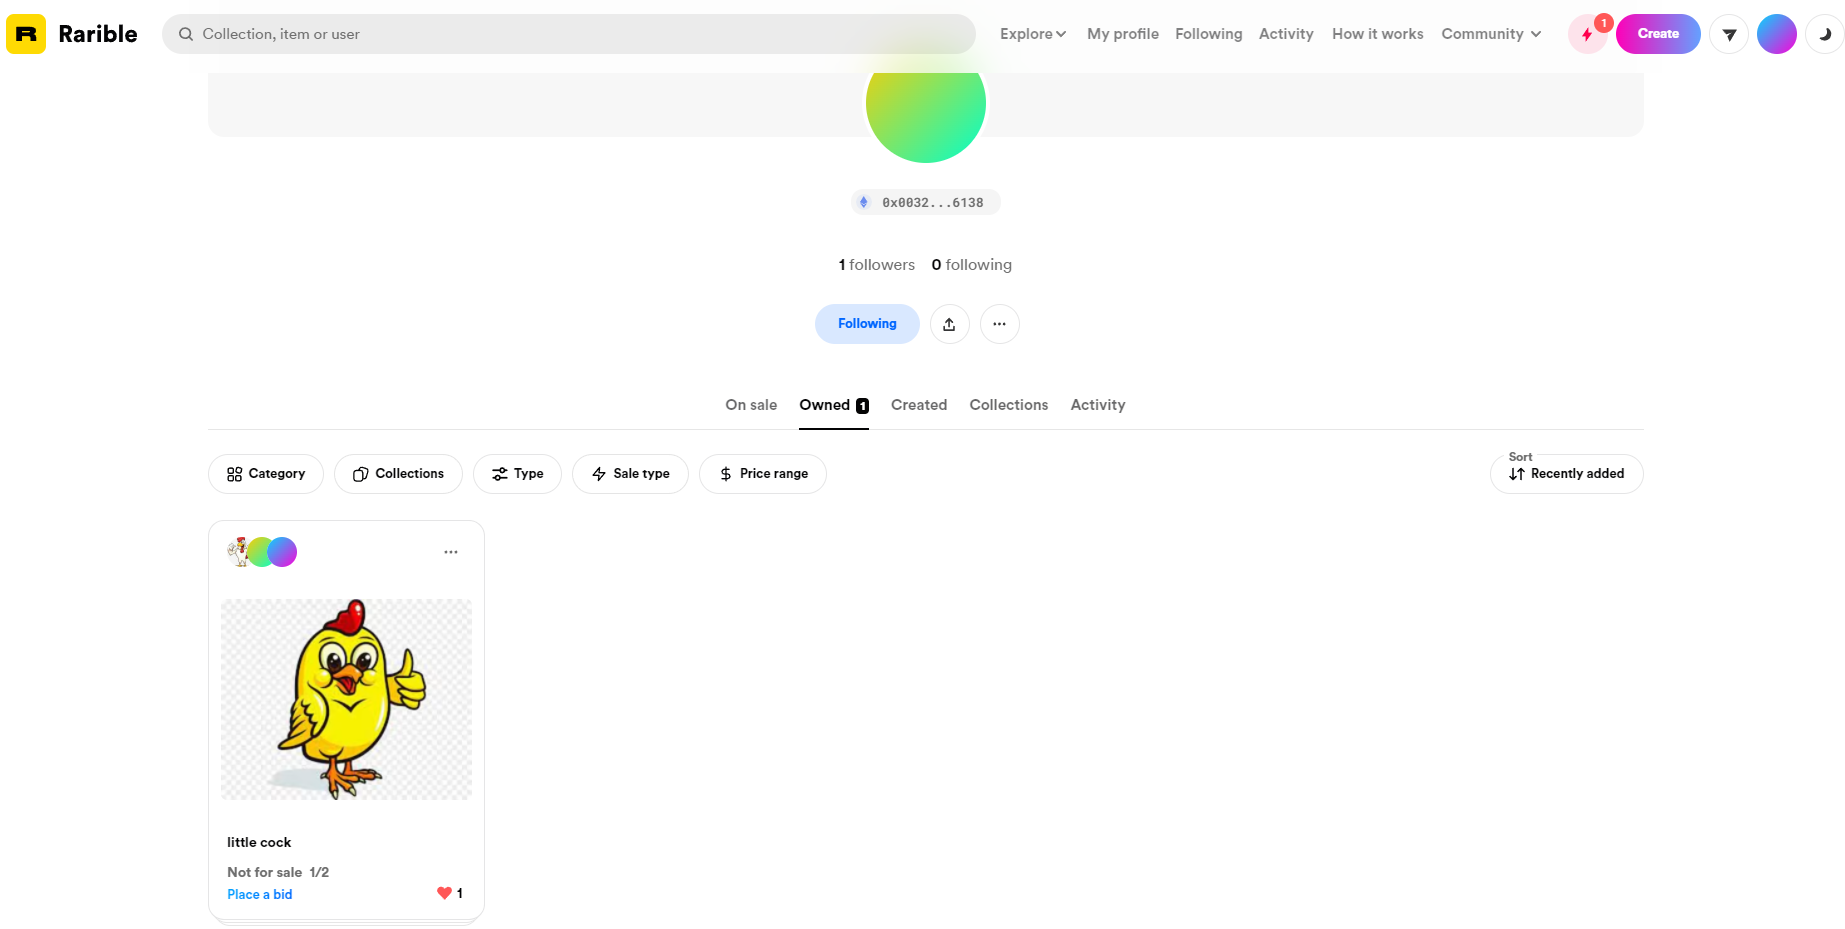 R Rarible
Collection, item or user
Explore My profile Following Activity How it works Community
1
Create
0x0032...6138
1 followers 0 following
Following
On sale Owned 1 Created Collections Activity
Category Collections Type Sale type Price range
Sort
Recently added
little cock
Not for sale 1/2
Place a bid
1